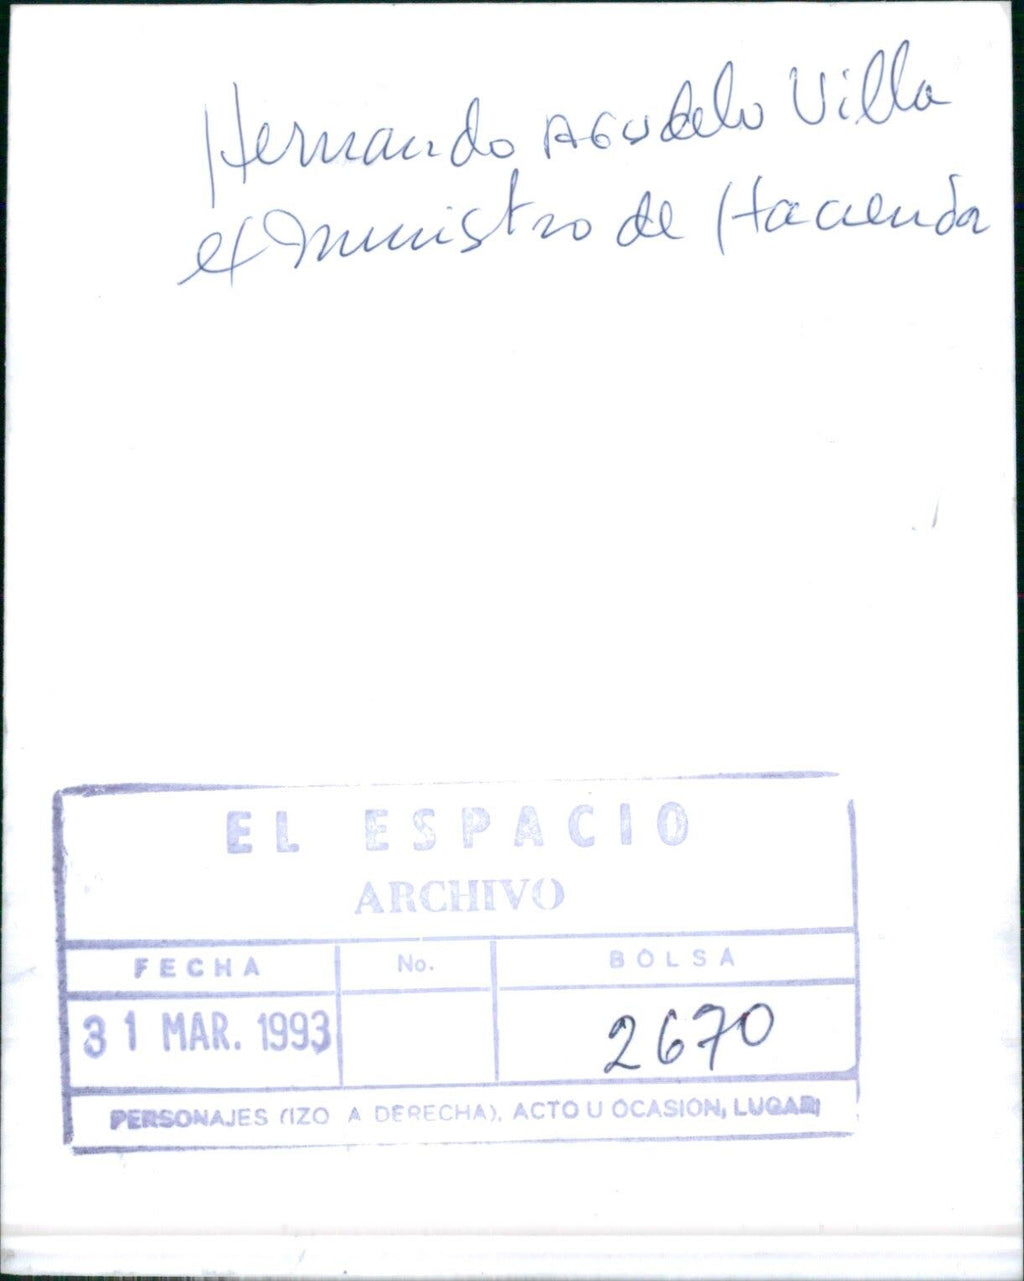 Hernando Agudelo Villa
ex ministro de Hacienda
EL ESPACIO
ARCHIVO
FECHA No. BOLSA
31 MAR. 1993 2670
PERSONAJES (IZQ A DERECHA), ACTO U OCASION, LUGAR